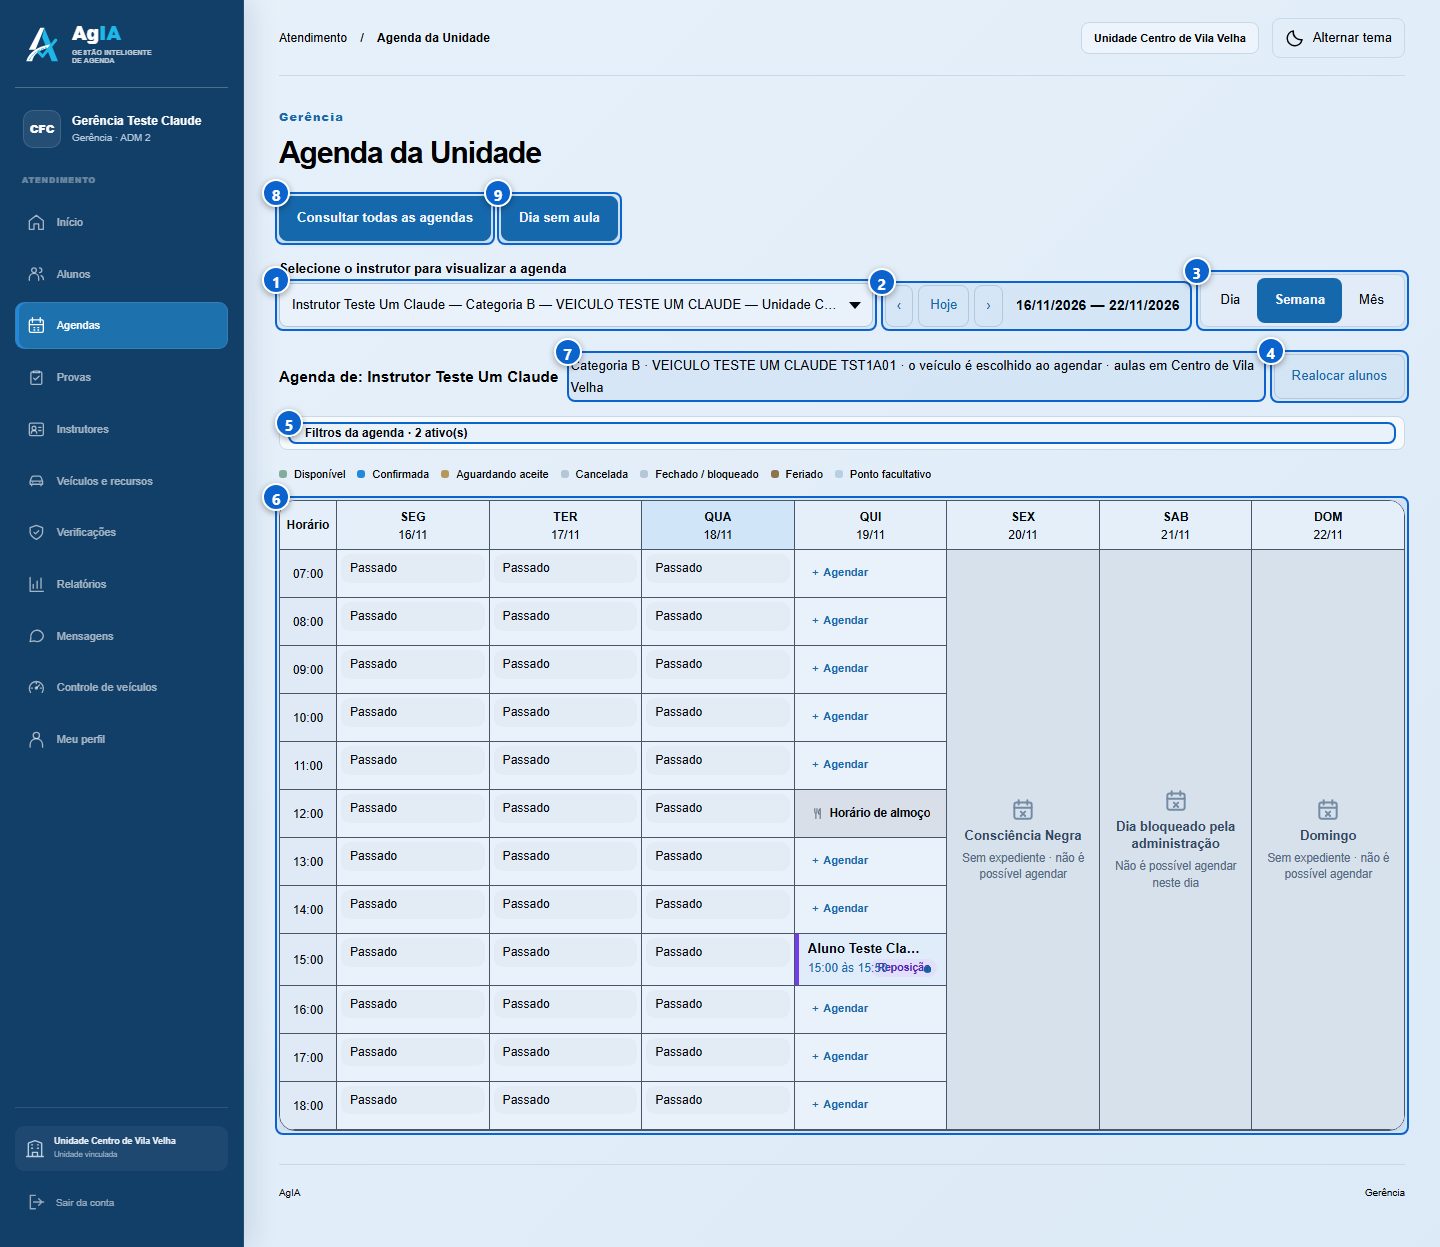 AgIA
GESTÃO INTELIGENTE
DE AGENDA
CFC
Gerência Teste Claude
Gerência · ADM 2
ATENDIMENTO
Início
Alunos
Agendas
Provas
Instrutores
Veículos e recursos
Verificações
Relatórios
Mensagens
Controle de veículos
Meu perfil
Unidade Centro de Vila Velha
Unidade vinculada
Sair da conta
Atendimento / Agenda da Unidade
Unidade Centro de Vila Velha
Alternar tema
Gerência
Agenda da Unidade
8 Consultar todas as agendas
9 Dia sem aula
Selecione o instrutor para visualizar a agenda
1 Instrutor Teste Um Claude — Categoria B — VEICULO TESTE UM CLAUDE — Unidade C...
2 ‹ Hoje › 16/11/2026 — 22/11/2026
3 Dia Semana Mês
Agenda de: Instrutor Teste Um Claude
7 Categoria B · VEICULO TESTE UM CLAUDE TST1A01 · o veículo é escolhido ao agendar · aulas em Centro de Vila
Velha
4 Realocar alunos
5 Filtros da agenda · 2 ativo(s)
Disponível Confirmada Aguardando aceite Cancelada Fechado / bloqueado Feriado Ponto facultativo
6
Horário SEG TER QUA QUI SEX SAB DOM
16/11 17/11 18/11 19/11 20/11 21/11 22/11
07:00 Passado Passado Passado + Agendar
08:00 Passado Passado Passado + Agendar
09:00 Passado Passado Passado + Agendar
10:00 Passado Passado Passado + Agendar
11:00 Passado Passado Passado + Agendar
12:00 Passado Passado Passado Horário de almoço
13:00 Passado Passado Passado + Agendar
14:00 Passado Passado Passado + Agendar
15:00 Passado Passado Passado Aluno Teste Cla...
15:00 às 15:50 Reposição
16:00 Passado Passado Passado + Agendar
17:00 Passado Passado Passado + Agendar
18:00 Passado Passado Passado + Agendar
Consciência Negra
Sem expediente · não é
possível agendar
Dia bloqueado pela
administração
Não é possível agendar
neste dia
Domingo
Sem expediente · não é
possível agendar
AgIA
Gerência